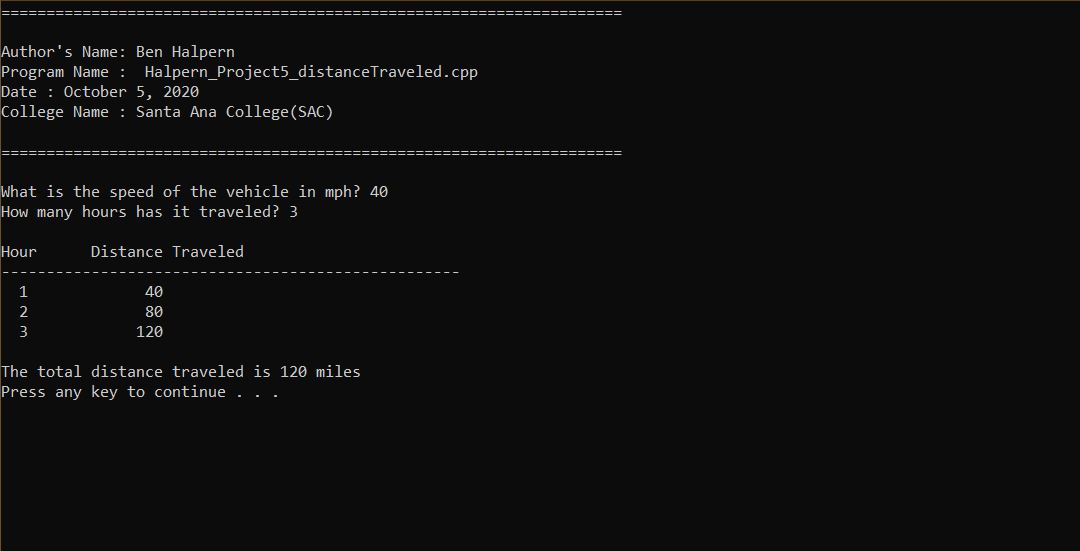 =====================================================================
Author's Name: Ben Halpern
Program Name :  Halpern_Project5_distanceTraveled.cpp
Date : October 5, 2020
College Name : Santa Ana College(SAC)
=====================================================================
What is the speed of the vehicle in mph? 40
How many hours has it traveled? 3
Hour      Distance Traveled
---------------------------------------------------
  1             40
  2             80
  3            120
The total distance traveled is 120 miles
Press any key to continue . . .